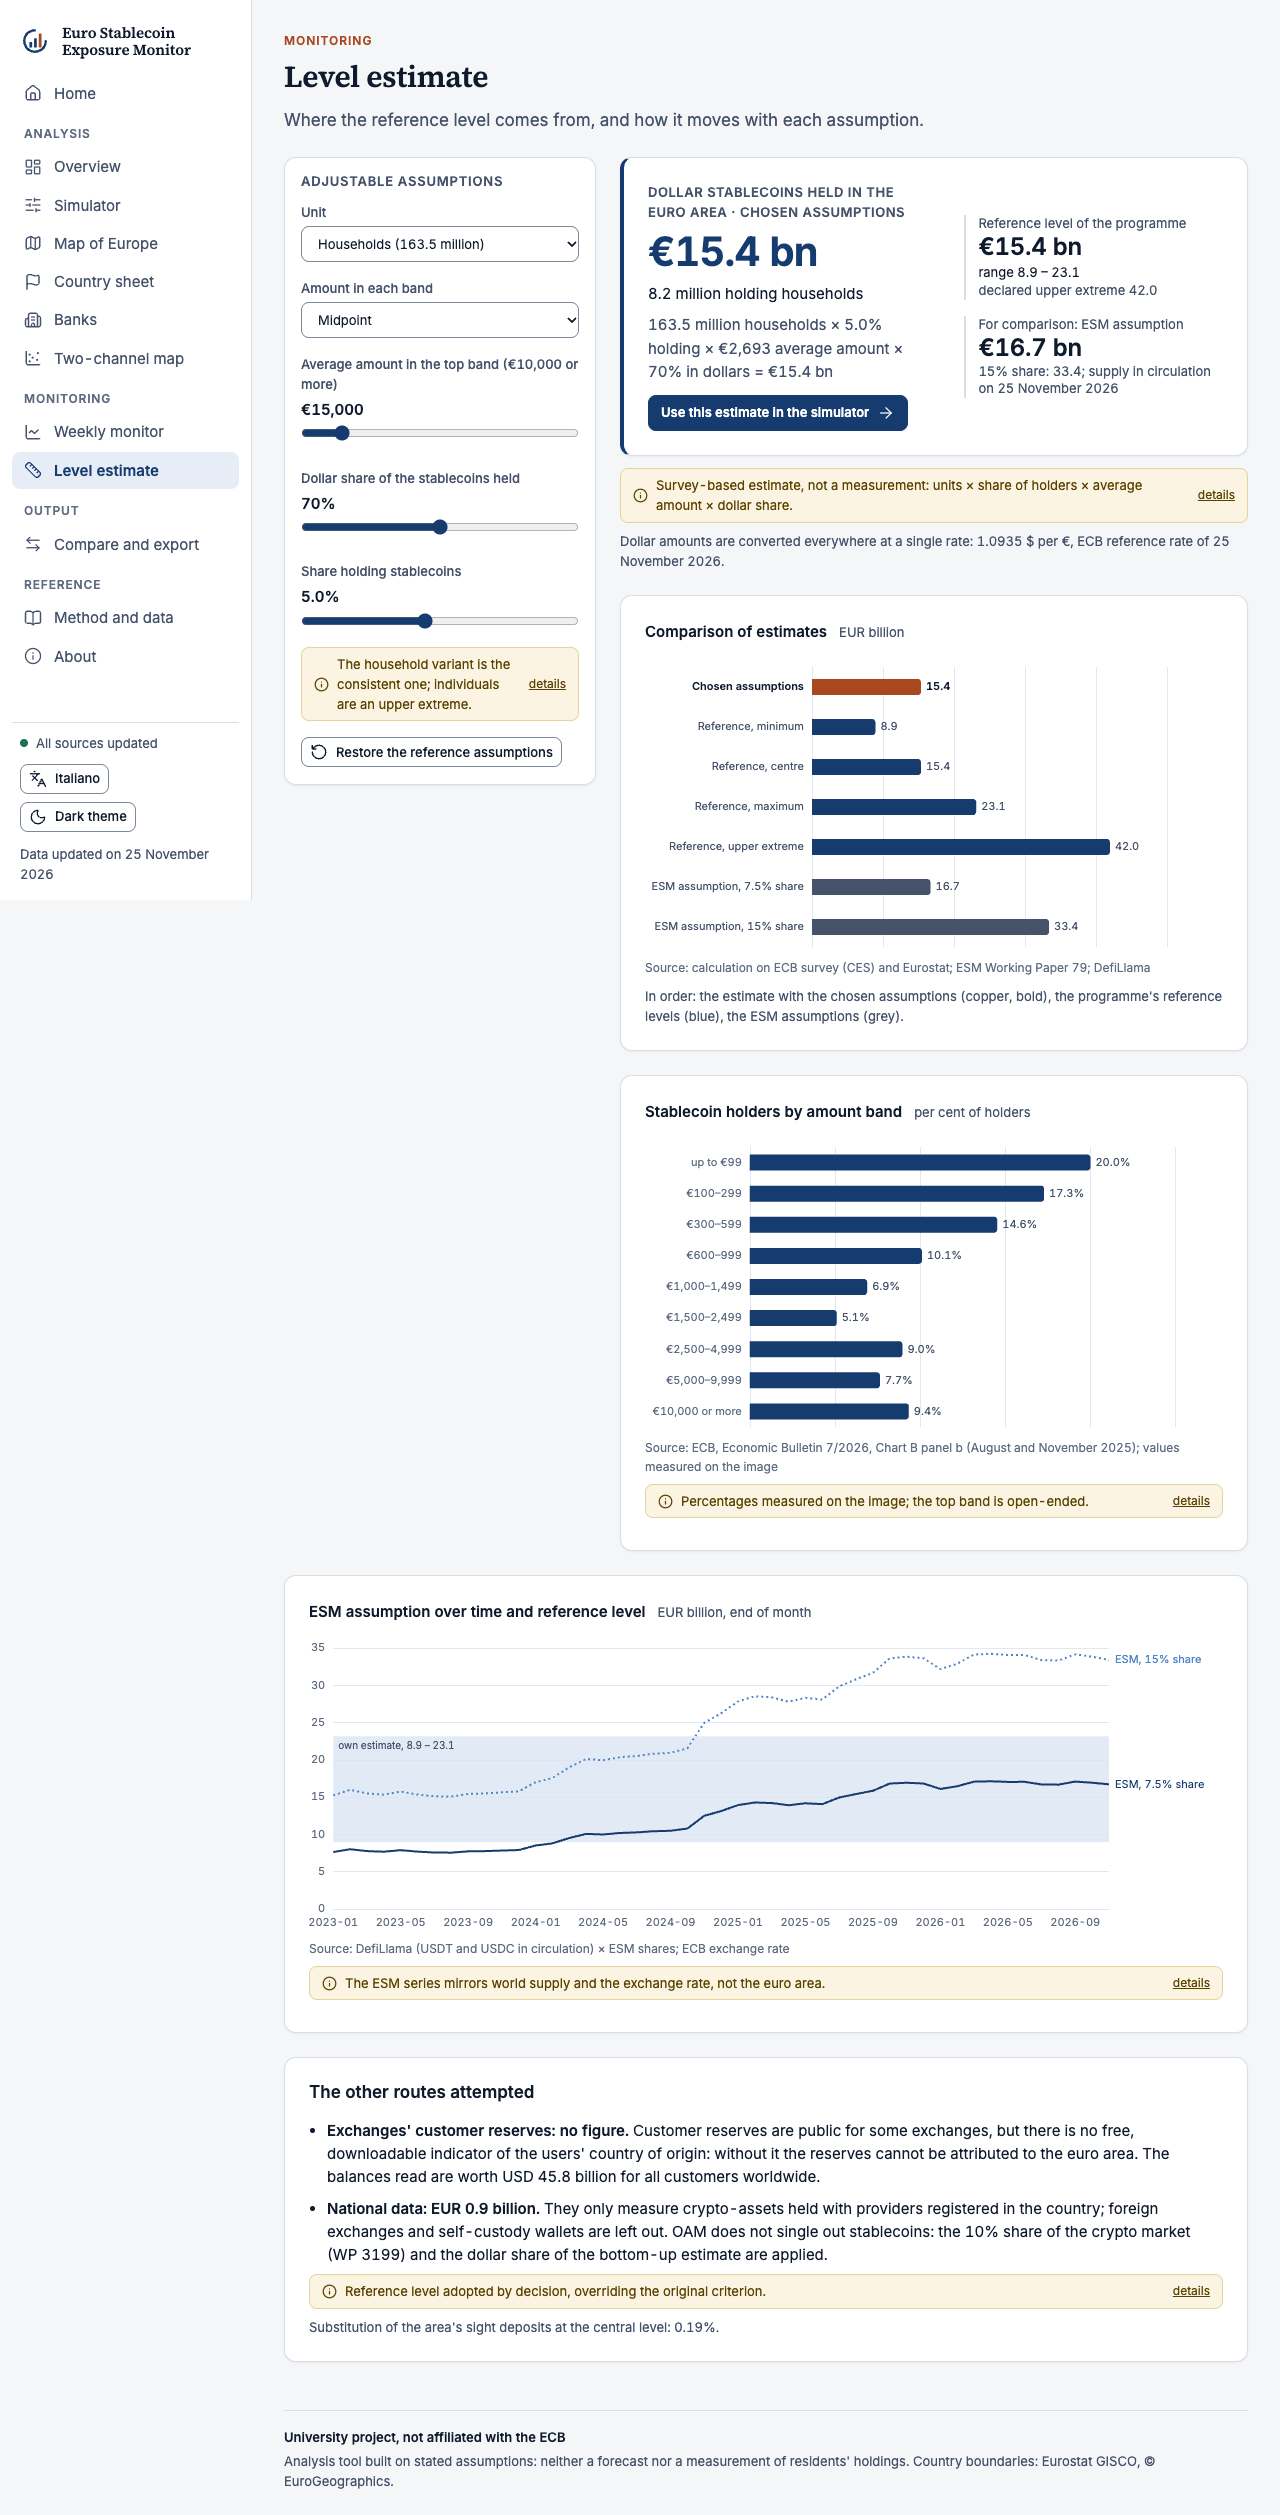 Euro Stablecoin
Exposure Monitor
Home
ANALYSIS
Overview
Simulator
Map of Europe
Country sheet
Banks
Two-channel map
MONITORING
Weekly monitor
Level estimate
OUTPUT
Compare and export
REFERENCE
Method and data
About
All sources updated
Italiano
Dark theme
Data updated on 25 November
2026
MONITORING
Level estimate
Where the reference level comes from, and how it moves with each assumption.
ADJUSTABLE ASSUMPTIONS
Unit
Households (163.5 million)
Amount in each band
Midpoint
Average amount in the top band (€10,000 or
more)
€15,000
Dollar share of the stablecoins held
70%
Share holding stablecoins
5.0%
The household variant is the
consistent one; individuals
are an upper extreme.
details
Restore the reference assumptions
DOLLAR STABLECOINS HELD IN THE
EURO AREA · CHOSEN ASSUMPTIONS
€15.4 bn
8.2 million holding households
163.5 million households × 5.0%
holding × €2,693 average amount ×
70% in dollars = €15.4 bn
Use this estimate in the simulator
Reference level of the programme
€15.4 bn
range 8.9 – 23.1
declared upper extreme 42.0
For comparison: ESM assumption
€16.7 bn
15% share: 33.4; supply in circulation
on 25 November 2026
Survey-based estimate, not a measurement: units × share of holders × average
amount × dollar share.
details
Dollar amounts are converted everywhere at a single rate: 1.0935 $ per €, ECB reference rate of 25
November 2026.
Comparison of estimates EUR billion
Chosen assumptions 15.4
Reference, minimum 8.9
Reference, centre 15.4
Reference, maximum 23.1
Reference, upper extreme 42.0
ESM assumption, 7.5% share 16.7
ESM assumption, 15% share 33.4
Source: calculation on ECB survey (CES) and Eurostat; ESM Working Paper 79; DefiLlama
In order: the estimate with the chosen assumptions (copper, bold), the programme's reference
levels (blue), the ESM assumptions (grey).
Stablecoin holders by amount band per cent of holders
up to €99 20.0%
€100–299 17.3%
€300–599 14.6%
€600–999 10.1%
€1,000–1,499 6.9%
€1,500–2,499 5.1%
€2,500–4,999 9.0%
€5,000–9,999 7.7%
€10,000 or more 9.4%
Source: ECB, Economic Bulletin 7/2026, Chart B panel b (August and November 2025); values
measured on the image
Percentages measured on the image; the top band is open-ended.
details
ESM assumption over time and reference level EUR billion, end of month
35
30
25
20
15
10
5
0
own estimate, 8.9 – 23.1
ESM, 15% share
ESM, 7.5% share
2023-01 2023-05 2023-09 2024-01 2024-05 2024-09 2025-01 2025-05 2025-09 2026-01 2026-05 2026-09
Source: DefiLlama (USDT and USDC in circulation) × ESM shares; ECB exchange rate
The ESM series mirrors world supply and the exchange rate, not the euro area.
details
The other routes attempted
• Exchanges' customer reserves: no figure. Customer reserves are public for some exchanges, but there is no free,
downloadable indicator of the users' country of origin: without it the reserves cannot be attributed to the euro area. The
balances read are worth USD 45.8 billion for all customers worldwide.
• National data: EUR 0.9 billion. They only measure crypto-assets held with providers registered in the country; foreign
exchanges and self-custody wallets are left out. OAM does not single out stablecoins: the 10% share of the crypto market
(WP 3199) and the dollar share of the bottom-up estimate are applied.
Reference level adopted by decision, overriding the original criterion.
details
Substitution of the area's sight deposits at the central level: 0.19%.
University project, not affiliated with the ECB
Analysis tool built on stated assumptions: neither a forecast nor a measurement of residents' holdings. Country boundaries: Eurostat GISCO, ©
EuroGeographics.